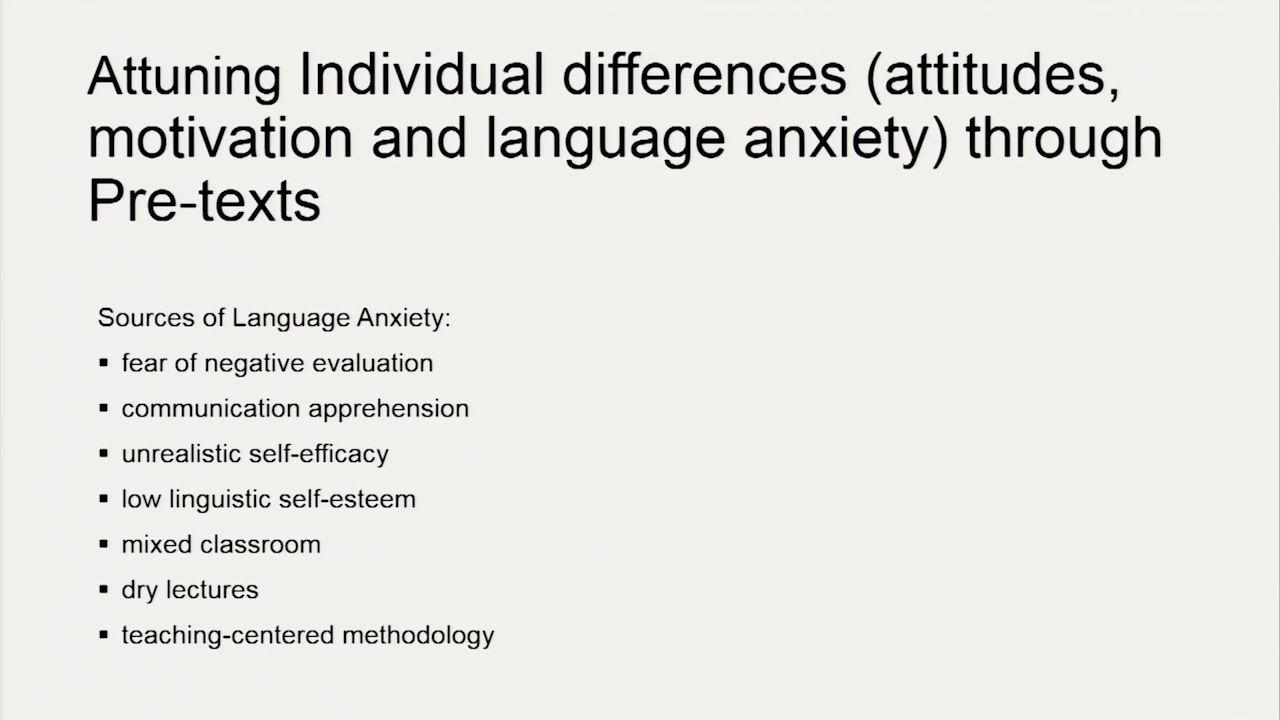 Attuning Individual differences (attitudes,
motivation and language anxiety) through
Pre-texts
Sources of Language Anxiety:
▪ fear of negative evaluation
▪ communication apprehension
▪ unrealistic self-efficacy
▪ low linguistic self-esteem
▪ mixed classroom
▪ dry lectures
▪ teaching-centered methodology